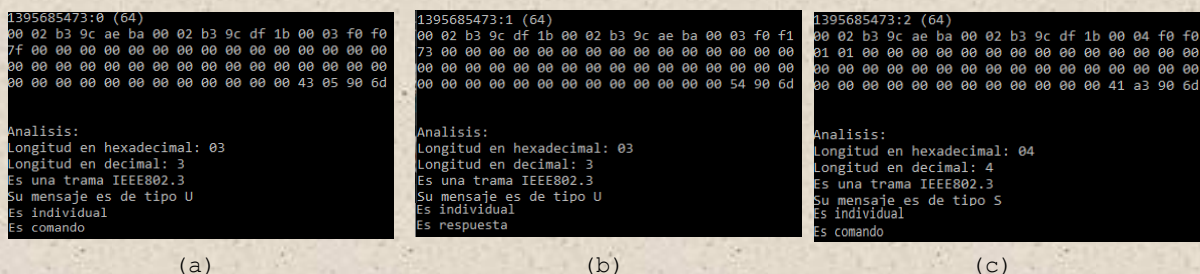 1395685473:0 (64)
00 02 b3 9c ae ba 00 02 b3 9c df 1b 00 03 f0 f0
7f 00 00 00 00 00 00 00 00 00 00 00 00 00 00 00
00 00 00 00 00 00 00 00 00 00 00 00 00 00 00 00
00 00 00 00 00 00 00 00 00 00 00 00 43 05 90 6d
Analisis:
Longitud en hexadecimal: 03
Longitud en decimal: 3
Es una trama IEEE802.3
Su mensaje es de tipo U
Es individual
Es comando
(a)
1395685473:1 (64)
00 02 b3 9c df 1b 00 02 b3 9c ae ba 00 03 f0 f1
73 00 00 00 00 00 00 00 00 00 00 00 00 00 00 00
00 00 00 00 00 00 00 00 00 00 00 00 00 00 00 00
00 00 00 00 00 00 00 00 00 00 00 00 00 54 90 6d
Analisis:
Longitud en hexadecimal: 03
Longitud en decimal: 3
Es una trama IEEE802.3
Su mensaje es de tipo U
Es individual
Es respuesta
(b)
1395685473:2 (64)
00 02 b3 9c ae ba 00 02 b3 9c df 1b 00 04 f0 f0
01 01 00 00 00 00 00 00 00 00 00 00 00 00 00 00
00 00 00 00 00 00 00 00 00 00 00 00 00 00 00 00
00 00 00 00 00 00 00 00 00 00 00 00 41 a3 90 6d
Analisis:
Longitud en hexadecimal: 04
Longitud en decimal: 4
Es una trama IEEE802.3
Su mensaje es de tipo S
Es individual
Es comando
(c)